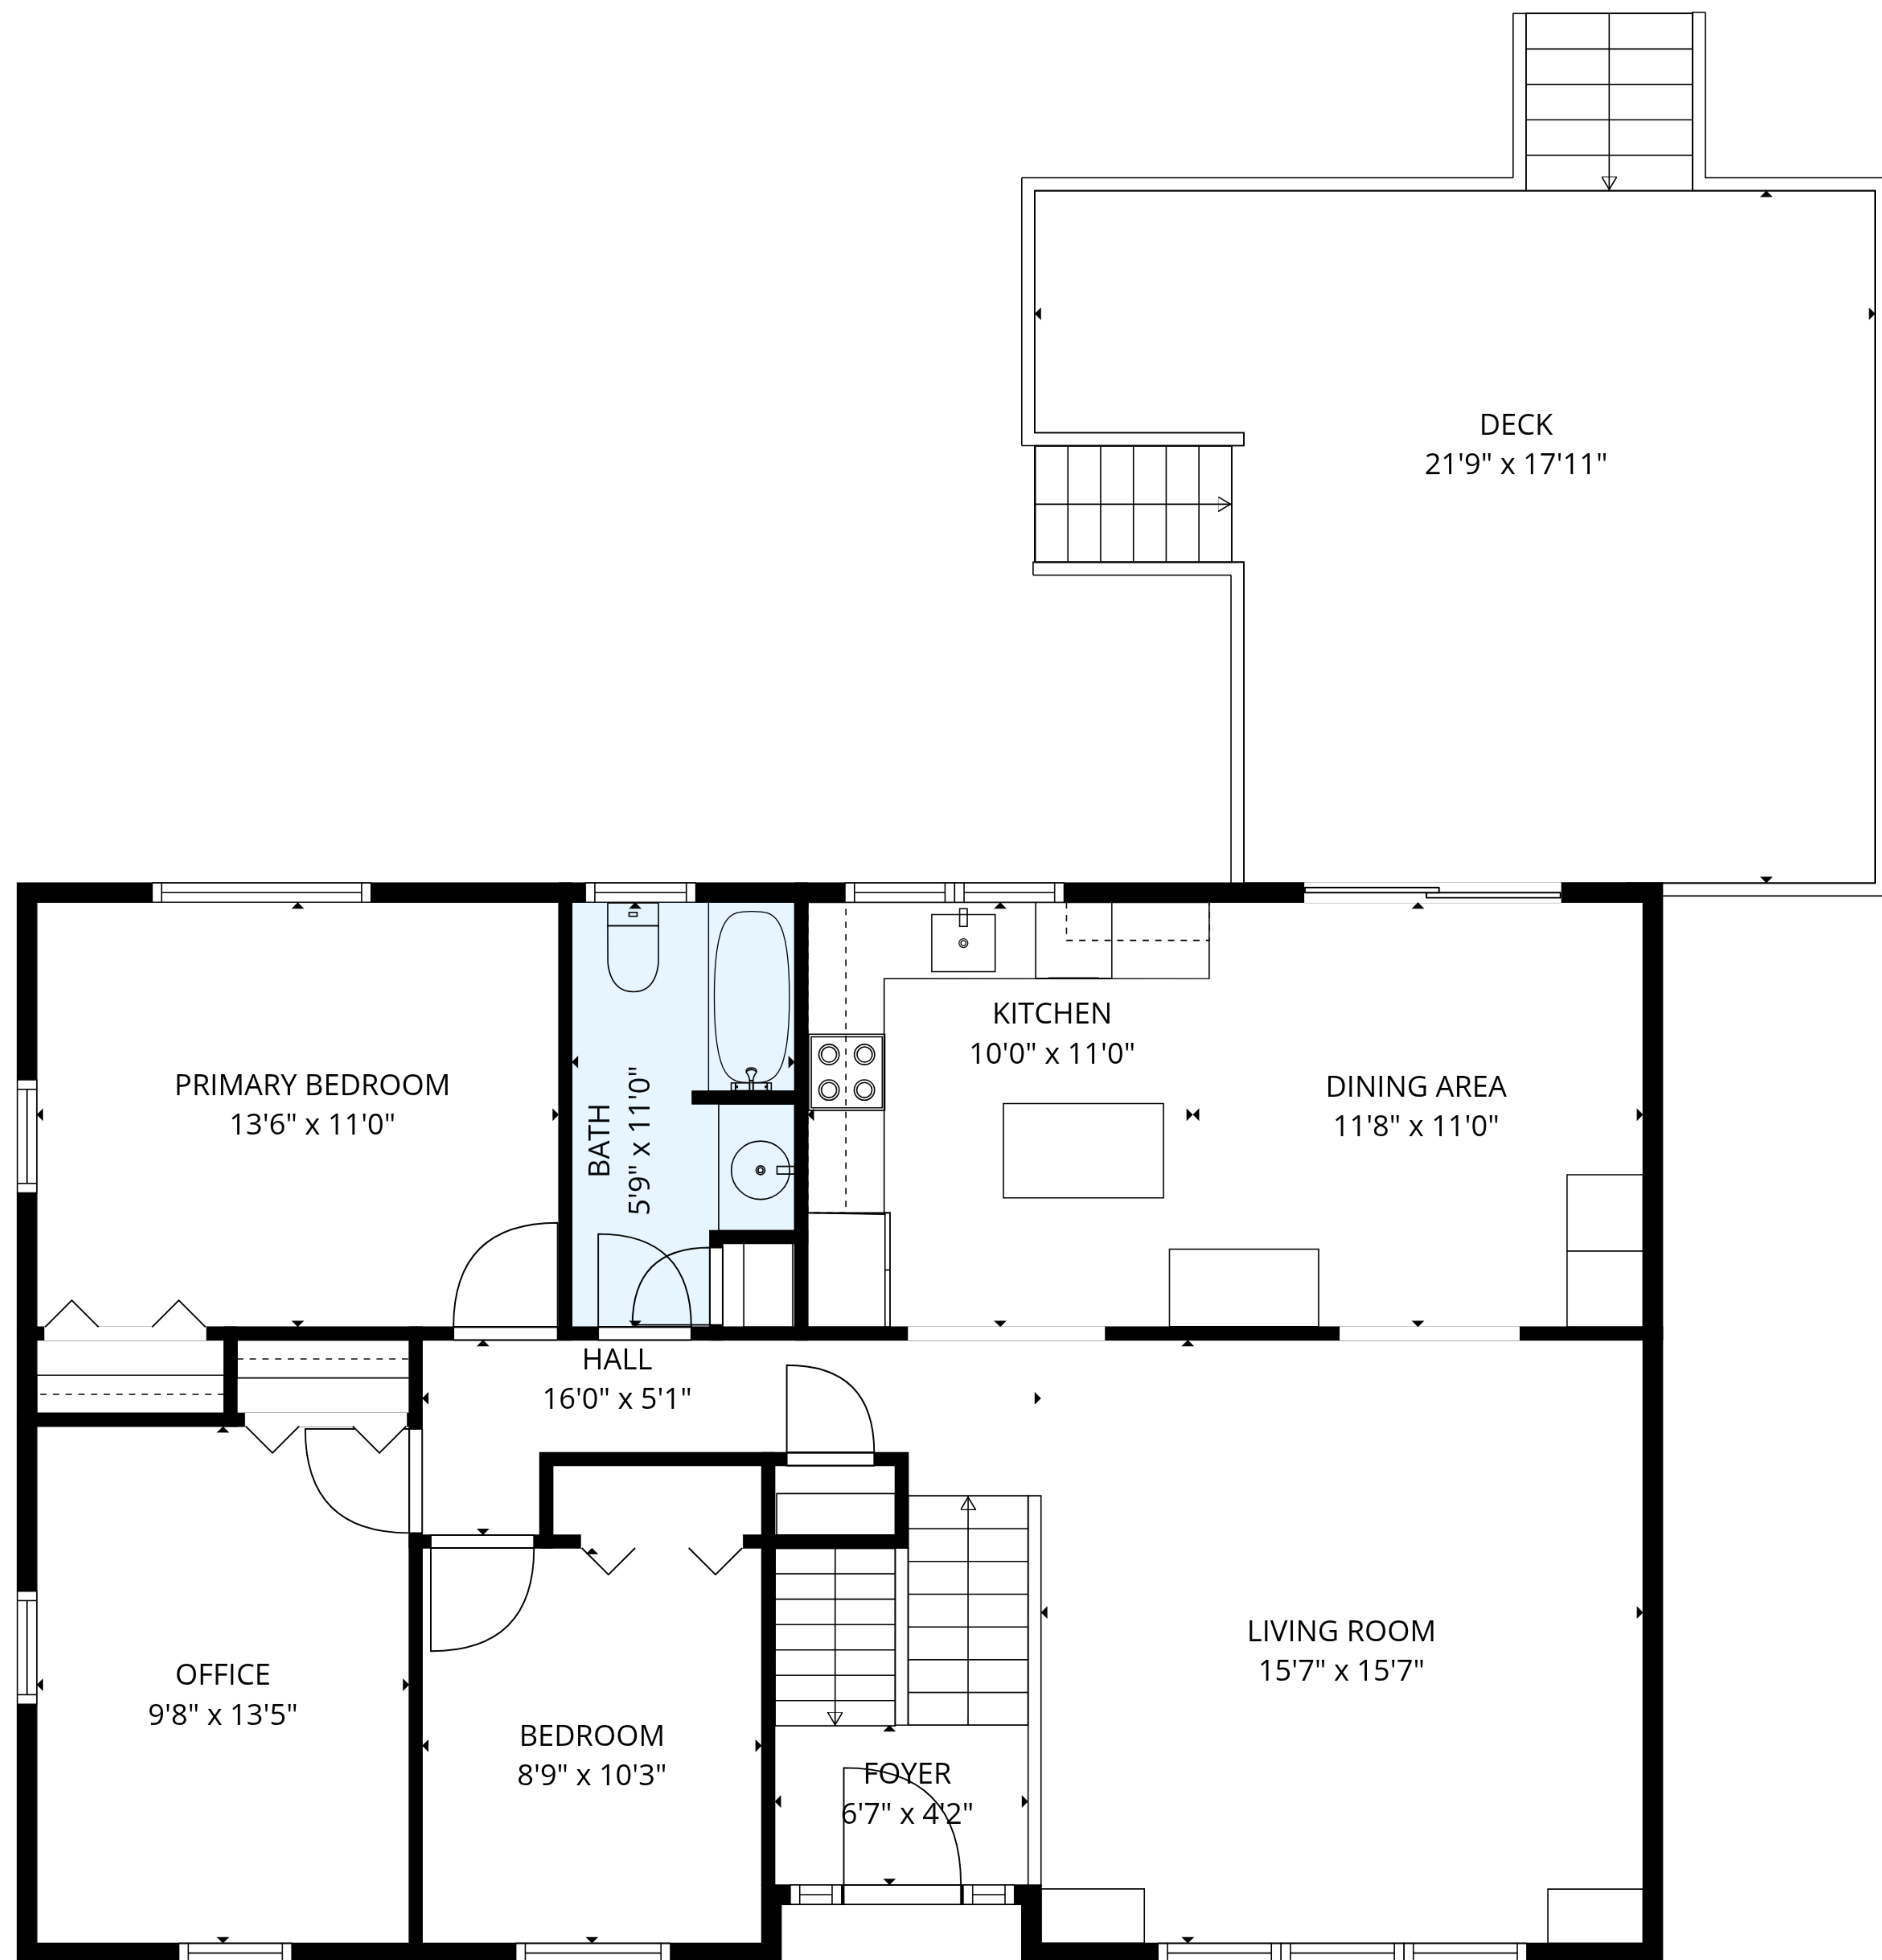 DECK
21'9" x 17'11"
KITCHEN
10'0" x 11'0"
PRIMARY BEDROOM
13'6" x 11'0"
BATH
5'9" x 11'0"
DINING AREA
11'8" x 11'0"
HALL
16'0" x 5'1"
LIVING ROOM
15'7" x 15'7"
OFFICE
9'8" x 13'5"
BEDROOM
8'9" x 10'3"
FOYER
6'7" x 4'2"